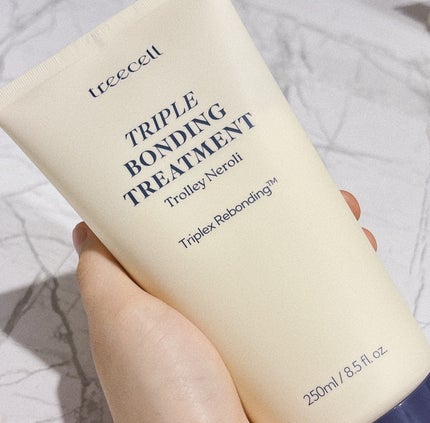 treecell
TRIPLE
BONDING
TREATMENT
Trolley Neroli
Triplex Rebonding™
250ml / 8.5 fl. oz.